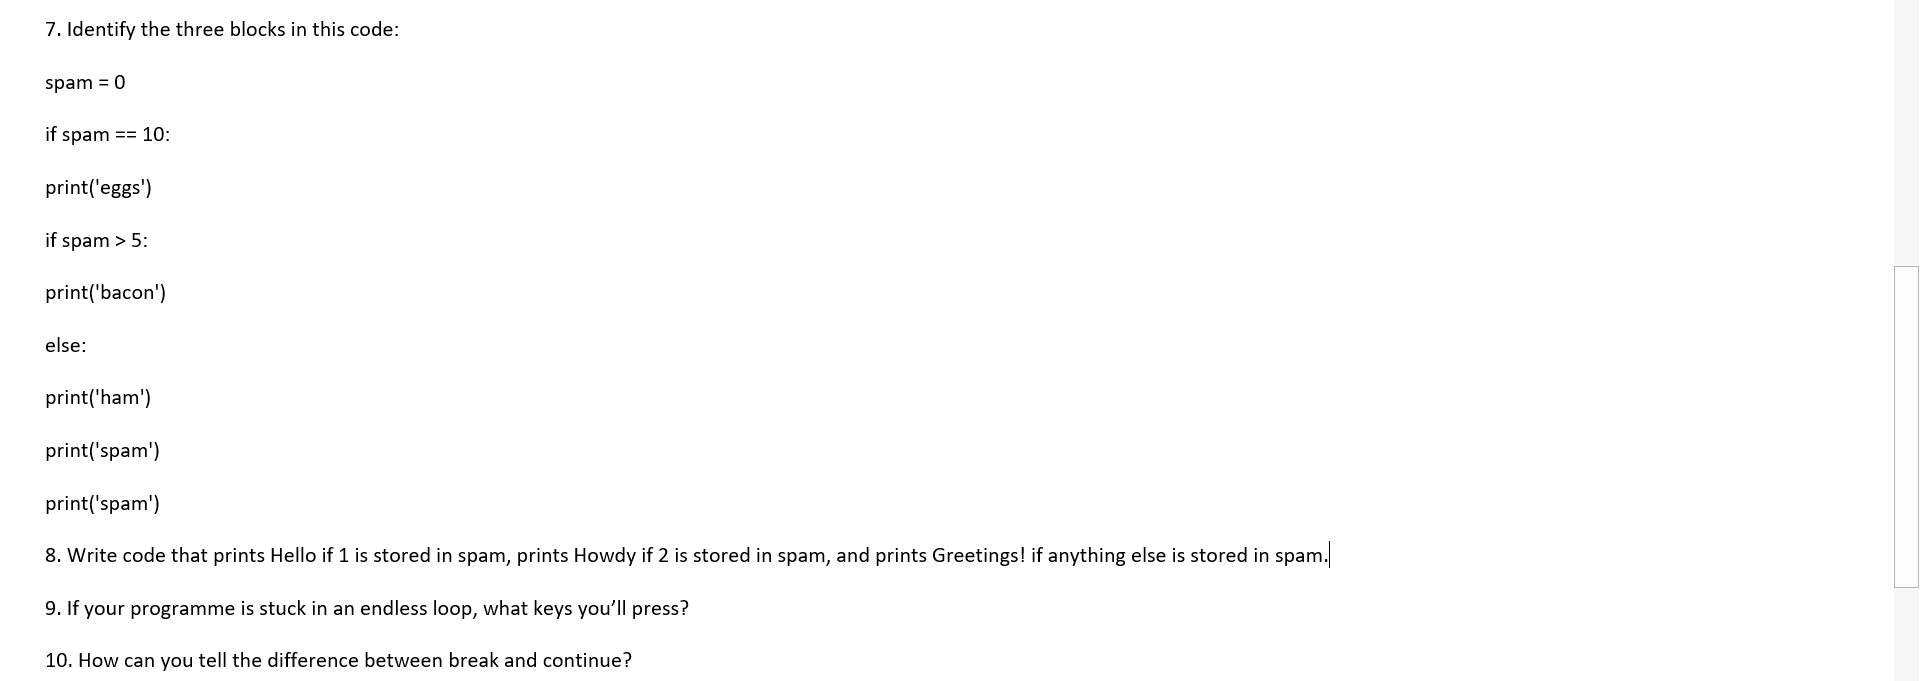 7. Identify the three blocks in this code:
spam = 0
if spam == 10:
print('eggs')
if spam > 5:
print('bacon')
else:
print('ham')
print('spam')
print('spam')
8. Write code that prints Hello if 1 is stored in spam, prints Howdy if 2 is stored in spam, and prints Greetings! if anything else is stored in spam.
9. If your programme is stuck in an endless loop, what keys you’ll press?
10. How can you tell the difference between break and continue?